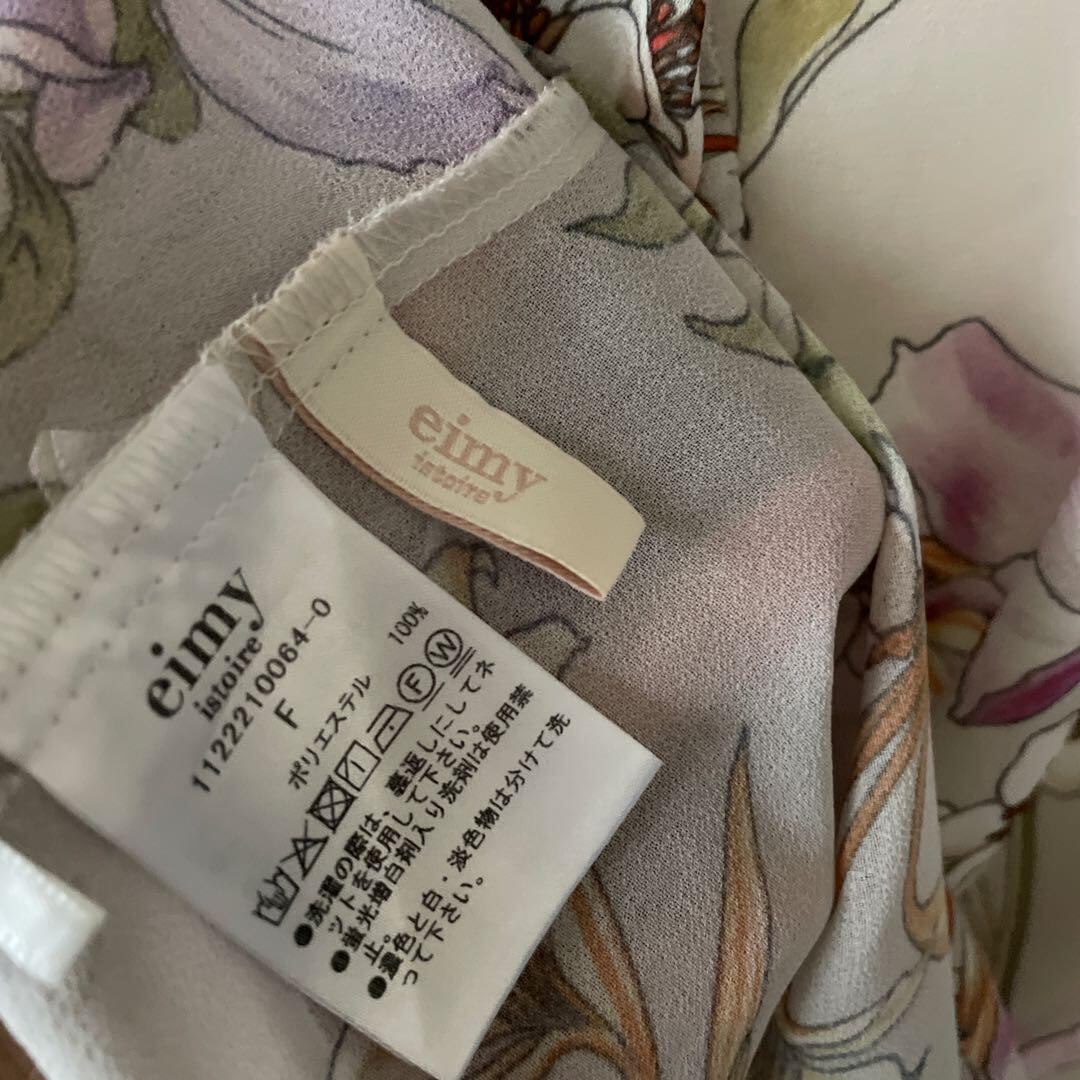 eimy
istoire
eimy
istoire
1122210064-0
F
ポリエステル 100%
F W
●洗濯の際は、裏返しにしてネ
ットを使用して下さい。
●蛍光増白剤入り洗剤は使用禁
止。
●濃色と白・淡色物は分けて洗
って下さい。